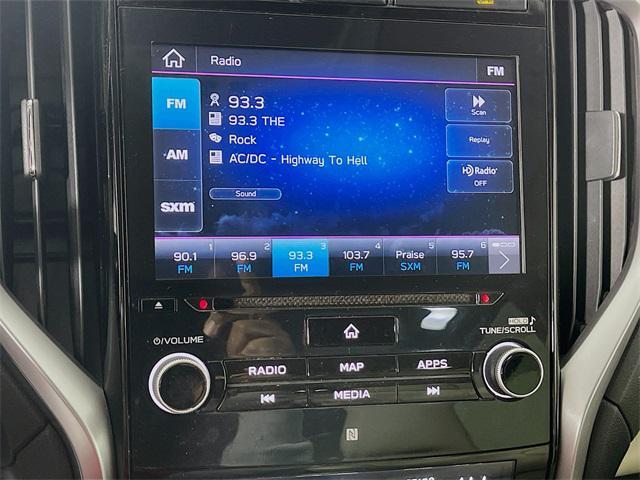 Radio
FM
FM
AM
sxm
93.3
93.3 THE
Rock
AC/DC - Highway To Hell
Sound
Scan
Replay
HD Radio
OFF
1
90.1
FM
2
96.9
FM
3
93.3
FM
4
103.7
FM
5
Praise
SXM
6
95.7
FM
HOLD
TUNE/SCROLL
/VOLUME
RADIO
MAP
APPS
MEDIA
N